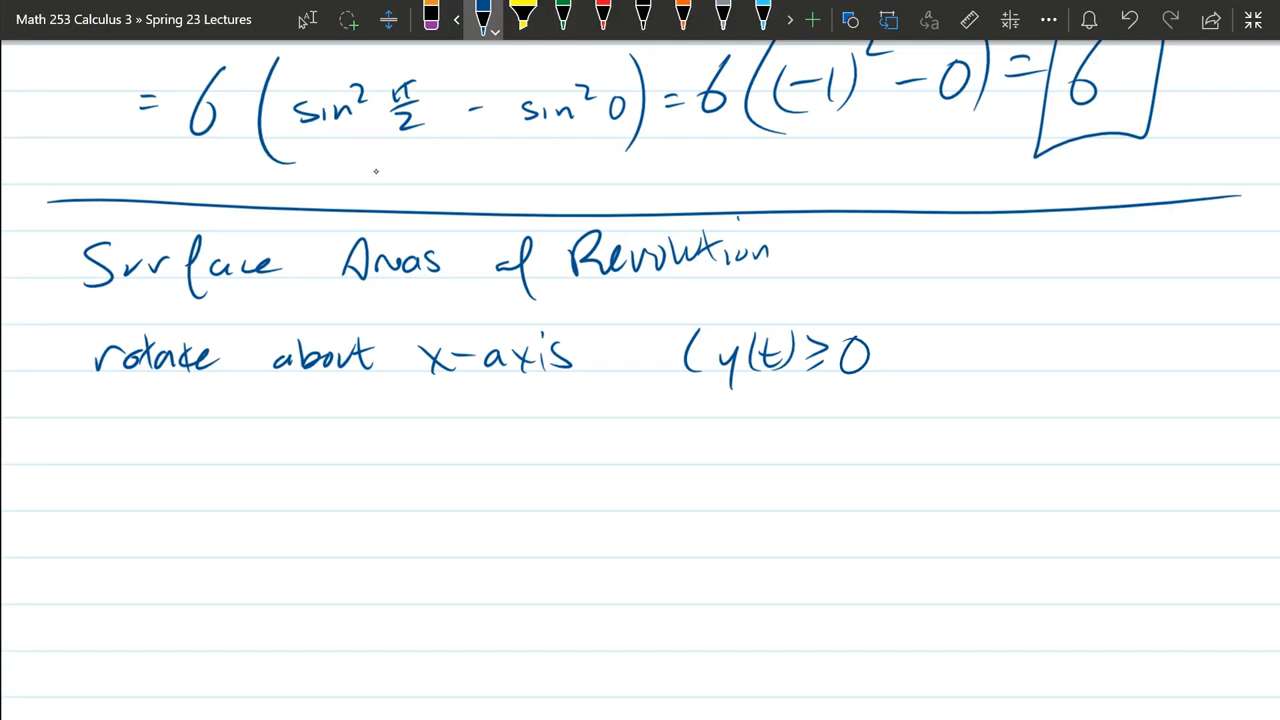 Math 253 Calculus 3 » Spring 23 Lectures
= 6 ( sin² π/2 - sin² 0 ) = 6 ( (-1)² - 0 ) = 6
Surface Areas of Revolution
rotate about x-axis ( y(t) ≥ 0